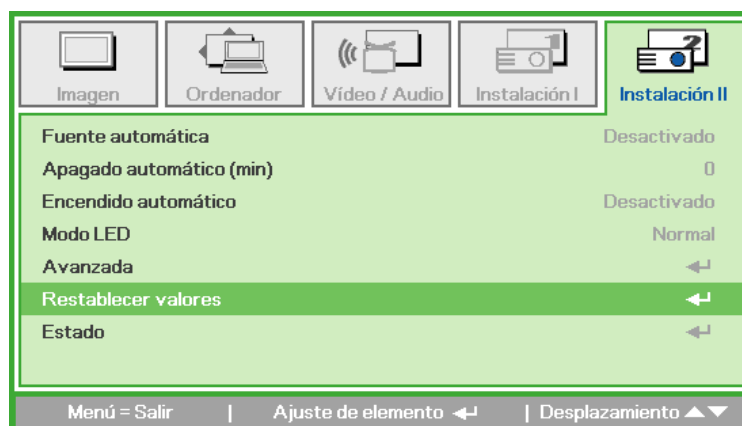 Imagen Ordenador Vídeo / Audio Instalación I Instalación II
Fuente automática Desactivado
Apagado automático (min) 0
Encendido automático Desactivado
Modo LED Normal
Avanzada
Restablecer valores
Estado
Menú = Salir | Ajuste de elemento | Desplazamiento